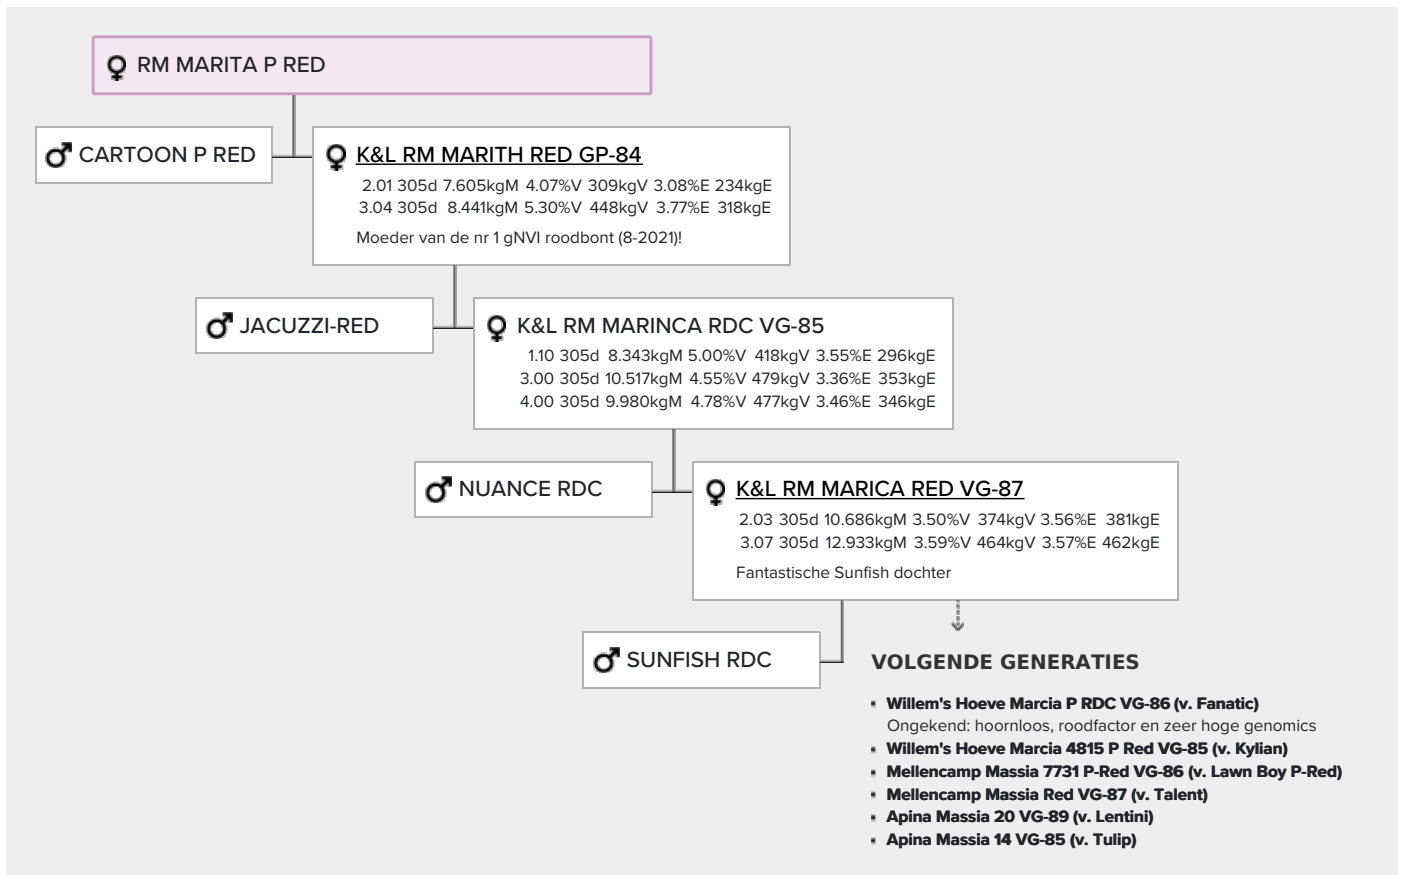 RM MARITA P RED
CARTOON P RED
K&L RM MARITH RED GP-84
2.01 305d 7.605kgM 4.07%V 309kgV 3.08%E 234kgE
3.04 305d 8.441kgM 5.30%V 448kgV 3.77%E 318kgE
Moeder van de nr 1 gNVI roodbont (8-2021)!
JACUZZI-RED
K&L RM MARINCA RDC VG-85
1.10 305d 8.343kgM 5.00%V 418kgV 3.55%E 296kgE
3.00 305d 10.517kgM 4.55%V 479kgV 3.36%E 353kgE
4.00 305d 9.980kgM 4.78%V 477kgV 3.46%E 346kgE
NUANCE RDC
K&L RM MARICA RED VG-87
2.03 305d 10.686kgM 3.50%V 374kgV 3.56%E 381kgE
3.07 305d 12.933kgM 3.59%V 464kgV 3.57%E 462kgE
Fantastische Sunfish dochter
SUNFISH RDC
VOLGENDE GENERATIES
Willem's Hoeve Marcia P RDC VG-86 (v. Fanatic)
Ongekend: hoornloos, roodfactor en zeer hoge genomics
Willem's Hoeve Marcia 4815 P Red VG-85 (v. Kylian)
Mellencamp Massia 7731 P-Red VG-86 (v. Lawn Boy P-Red)
Mellencamp Massia Red VG-87 (v. Talent)
Apina Massia 20 VG-89 (v. Lentini)
Apina Massia 14 VG-85 (v. Tulip)